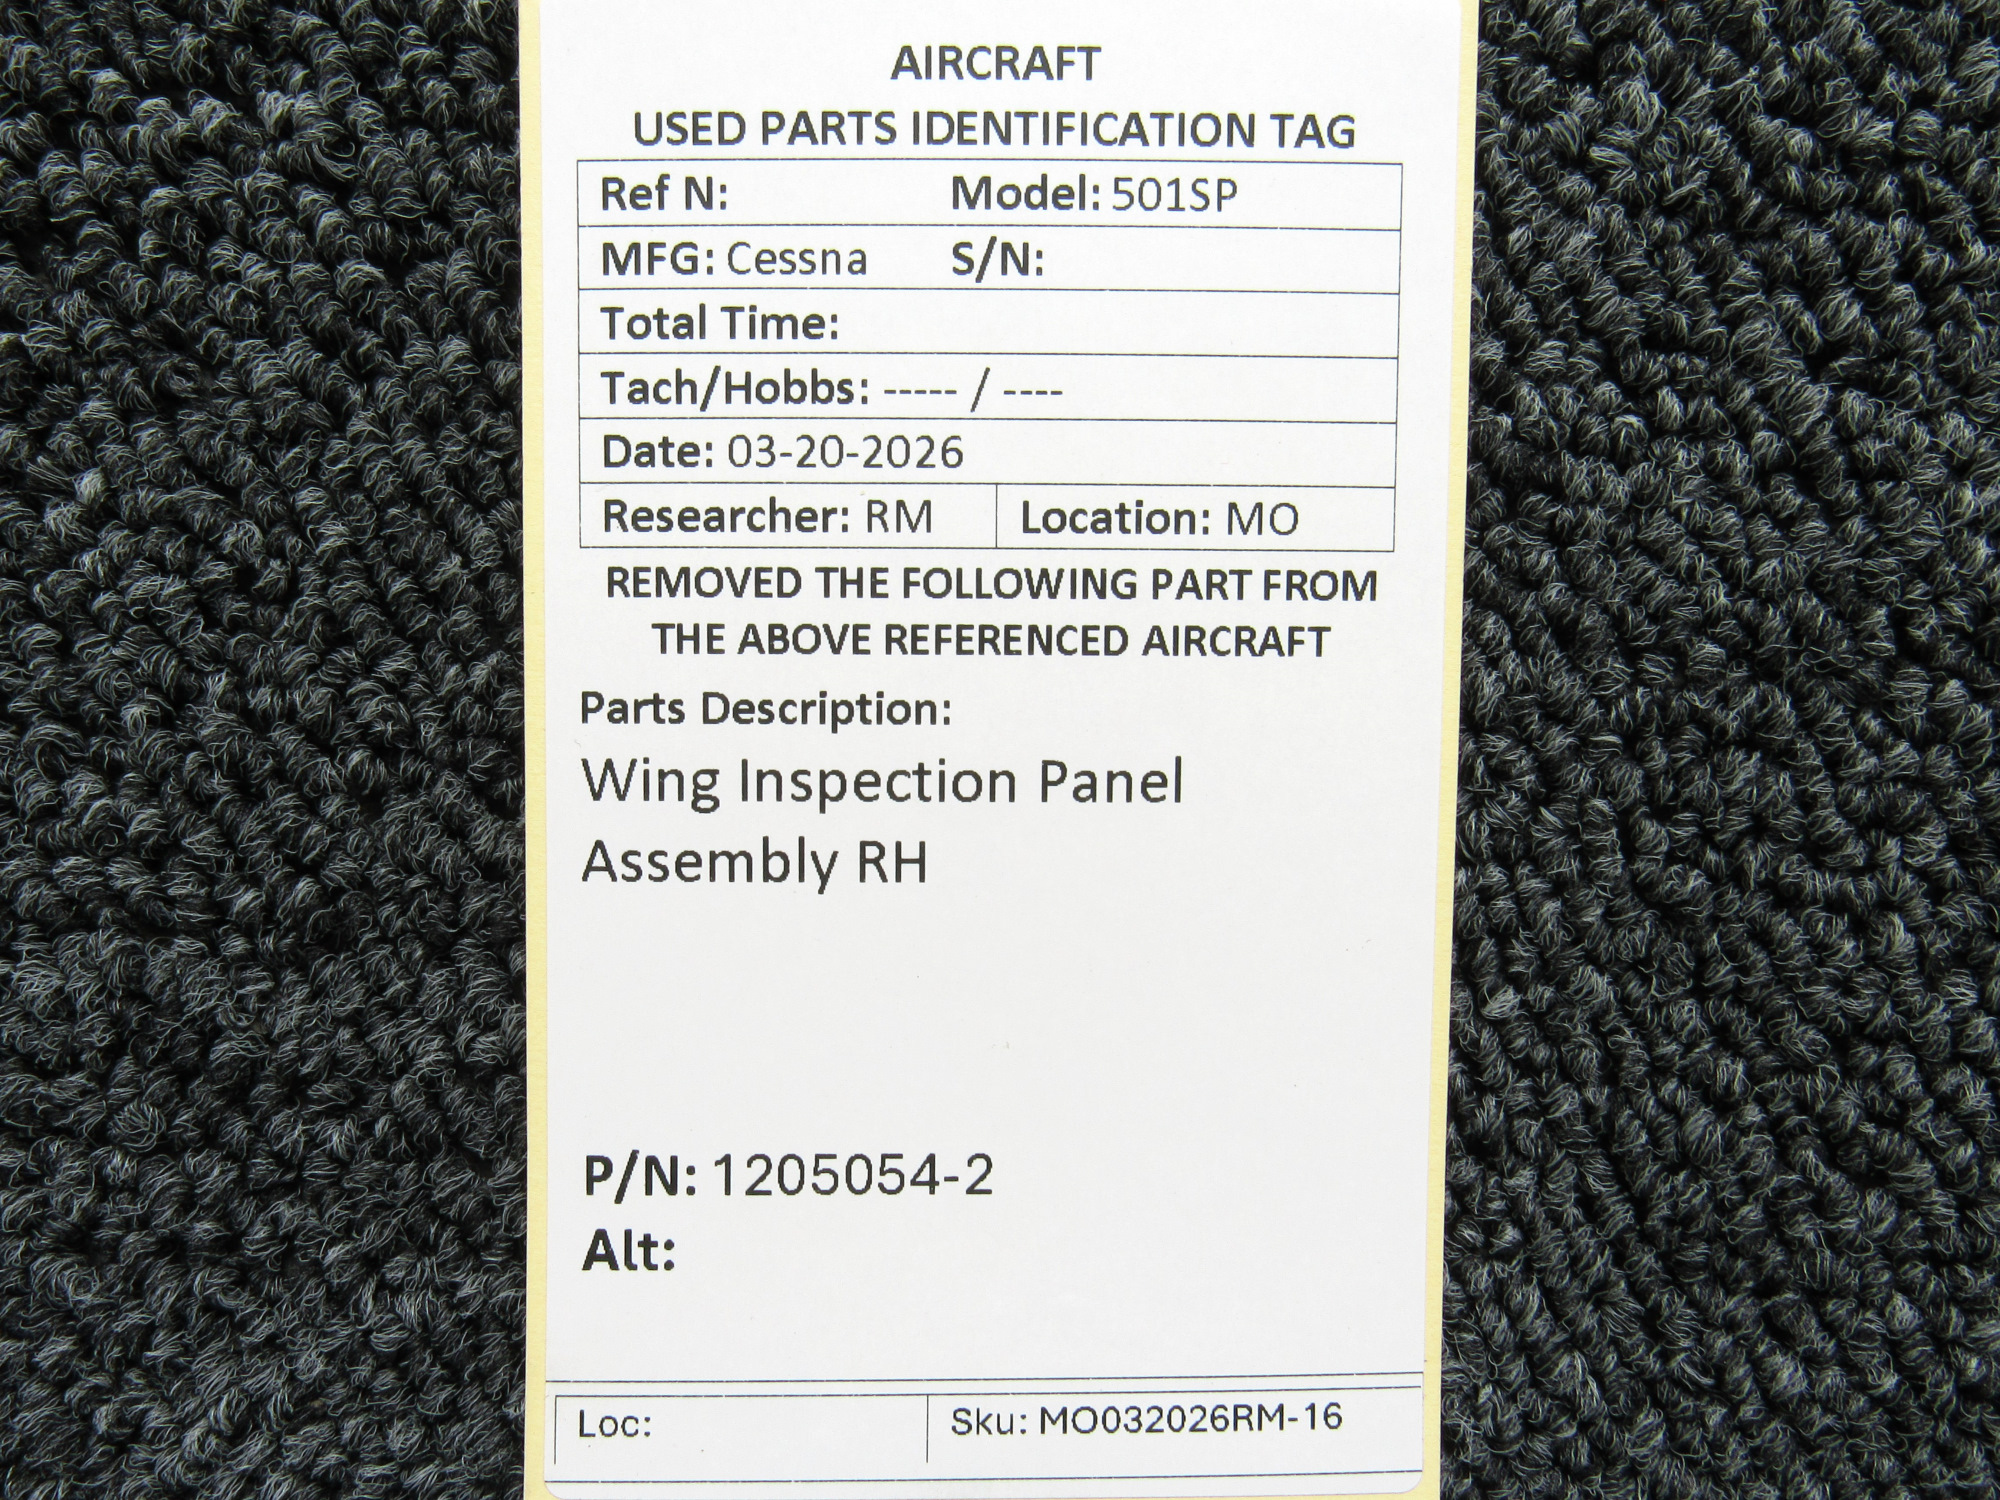 AIRCRAFT
USED PARTS IDENTIFICATION TAG
Ref N: Model: 501SP
MFG: Cessna S/N:
Total Time:
Tach/Hobbs: ----- / ----
Date: 03-20-2026
Researcher: RM Location: MO
REMOVED THE FOLLOWING PART FROM
THE ABOVE REFERENCED AIRCRAFT
Parts Description:
Wing Inspection Panel
Assembly RH
P/N: 1205054-2
Alt:
Loc: Sku: MO032026RM-16